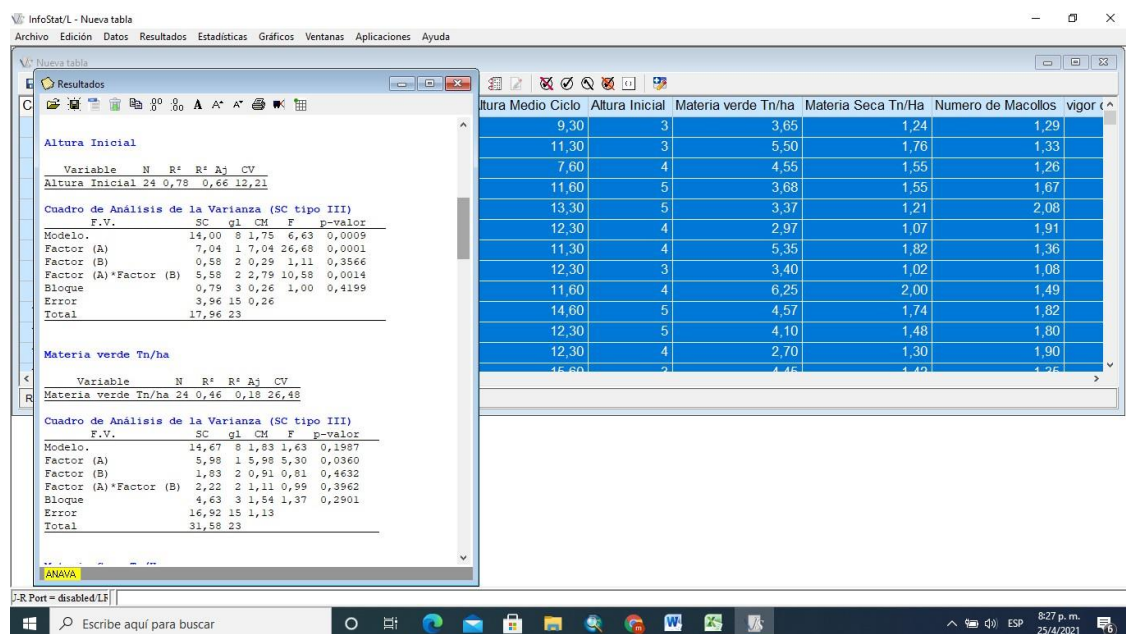 InfoStat/L - Nueva tabla
Archivo Edición Datos Resultados Estadísticas Gráficos Ventanas Aplicaciones Ayuda
Nueva tabla
Resultados
Altura Inicial
Variable N R² R² Aj CV
Altura Inicial 24 0,78 0,66 12,21
Cuadro de Análisis de la Varianza (SC tipo III)
F.V. SC gl CM F p-valor
Modelo. 14,00 8 1,75 6,63 0,0009
Factor (A) 7,04 1 7,04 26,68 0,0001
Factor (B) 0,58 2 0,29 1,11 0,3566
Factor (A)*Factor (B) 5,58 2 2,79 10,58 0,0014
Bloque 0,79 3 0,26 1,00 0,4199
Error 3,96 15 0,26
Total 17,96 23
Materia verde Tn/ha
Variable N R² R² Aj CV
Materia verde Tn/ha 24 0,46 0,18 26,48
Cuadro de Análisis de la Varianza (SC tipo III)
F.V. SC gl CM F p-valor
Modelo. 14,67 8 1,83 1,63 0,1987
Factor (A) 5,98 1 5,98 5,30 0,0360
Factor (B) 1,83 2 0,91 0,81 0,4632
Factor (A)*Factor (B) 2,22 2 1,11 0,99 0,3962
Bloque 4,63 3 1,54 1,37 0,2901
Error 16,92 15 1,13
Total 31,58 23
ANAVA
ltura Medio Ciclo Altura Inicial Materia verde Tn/ha Materia Seca Tn/Ha Numero de Macollos vigor
9,30 3 3,65 1,24 1,29
11,30 3 5,50 1,76 1,33
7,60 4 4,55 1,55 1,26
11,60 5 3,68 1,55 1,67
13,30 5 3,37 1,21 2,08
12,30 4 2,97 1,07 1,91
11,30 4 5,35 1,82 1,36
12,30 3 3,40 1,02 1,08
11,60 4 6,25 2,00 1,49
14,60 5 4,57 1,74 1,82
12,30 5 4,10 1,48 1,80
12,30 4 2,70 1,30 1,90
J-R Port = disabled/LF
Escribe aquí para buscar
ESP
8:27 p. m.
25/4/2021
6